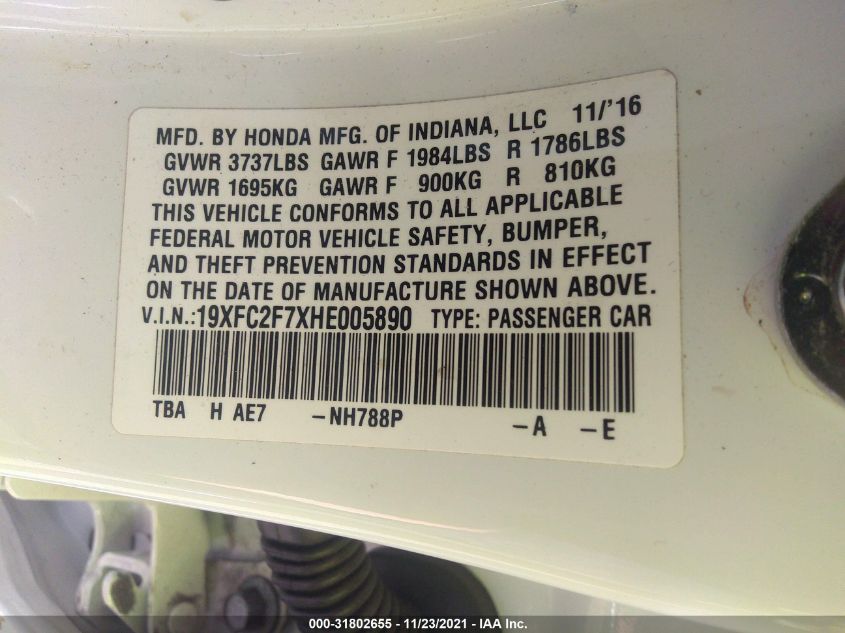 MFD. BY HONDA MFG. OF INDIANA, LLC 11/'16
GVWR 3737LBS GAWR F 1984LBS R 1786LBS
GVWR 1695KG GAWR F 900KG R 810KG
THIS VEHICLE CONFORMS TO ALL APPLICABLE
FEDERAL MOTOR VEHICLE SAFETY, BUMPER,
AND THEFT PREVENTION STANDARDS IN EFFECT
ON THE DATE OF MANUFACTURE SHOWN ABOVE.
V.I.N.:19XFC2F7XHE005890 TYPE: PASSENGER CAR
TBA H AE7 -NH788P -A -E
000-31802655 - 11/23/2021 - IAA Inc.